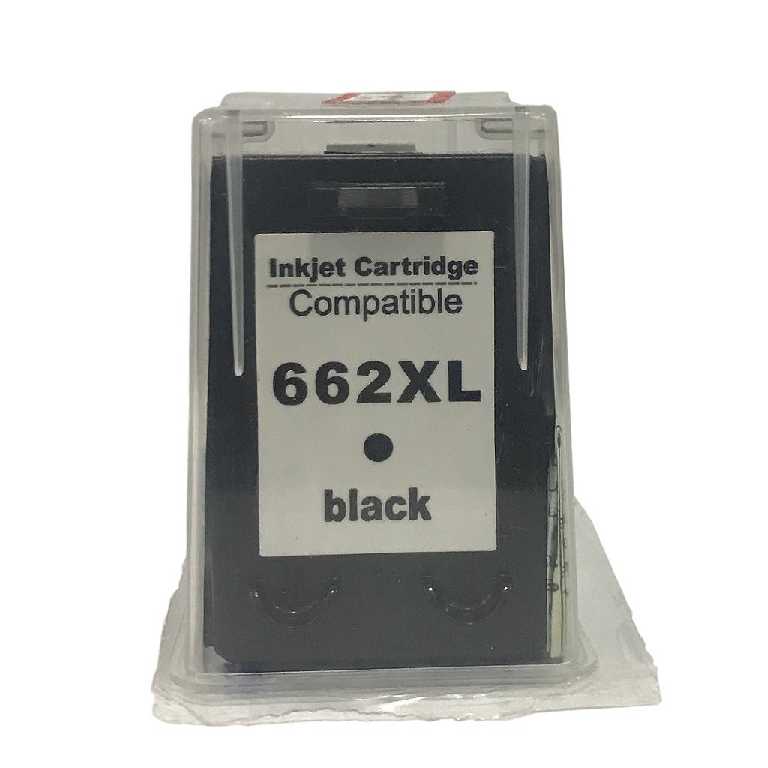 Inkjet Cartridge
Compatible
662XL
black